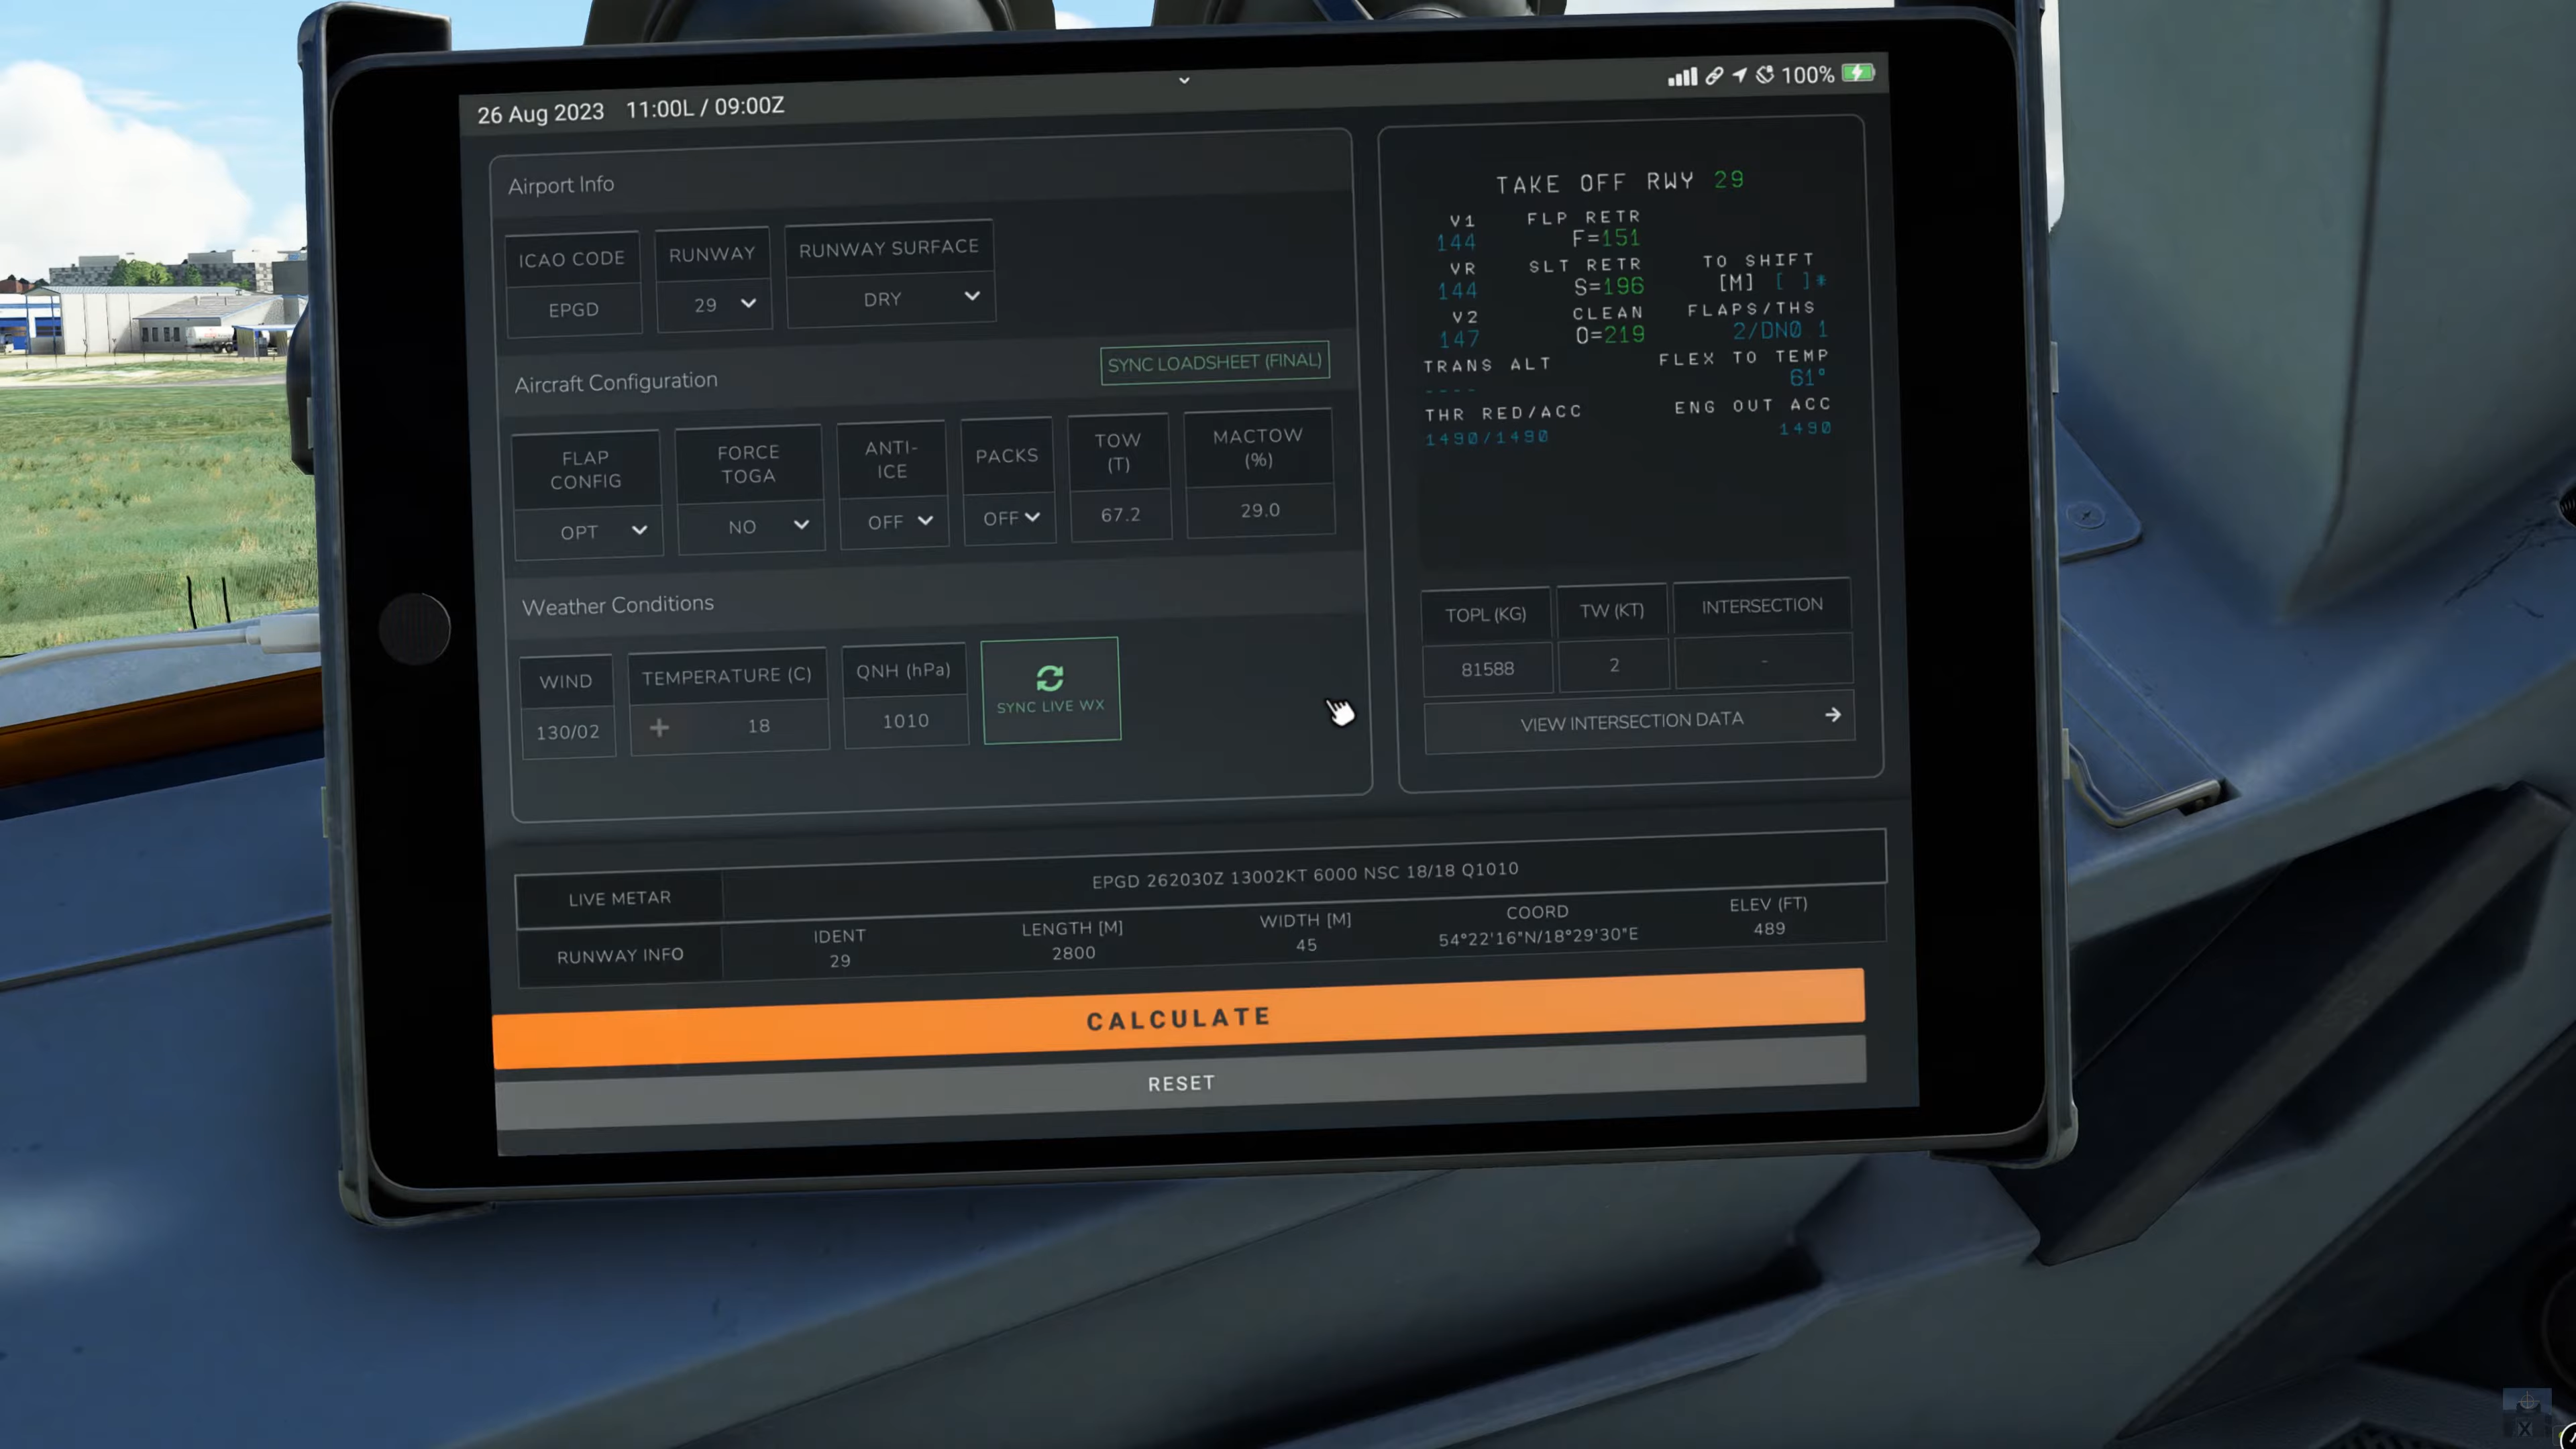 26 Aug 2023 11:00L / 09:00Z
100%
Airport Info
ICAO CODE
EPGD
RUNWAY
29
RUNWAY SURFACE
DRY
Aircraft Configuration
SYNC LOADSHEET (FINAL)
FLAP
CONFIG
OPT
FORCE
TOGA
NO
ANTI-
ICE
OFF
PACKS
OFF
TOW
(T)
67.2
MACTOW
(%)
29.0
Weather Conditions
WIND
130/02
TEMPERATURE (C)
+ 18
QNH (hPa)
1010
SYNC LIVE WX
TAKE OFF RWY 29
V1 FLP RETR
144 F=151
VR SLT RETR TO SHIFT
144 S=196 [M] [ ]*
V2 CLEAN FLAPS/THS
147 O=219 2/DN0 1
TRANS ALT FLEX TO TEMP
---- 61°
THR RED/ACC ENG OUT ACC
1490/1490 1490
TOPL (KG) TW (KT) INTERSECTION
81588 2 -
VIEW INTERSECTION DATA
LIVE METAR EPGD 262030Z 13002KT 6000 NSC 18/18 Q1010
RUNWAY INFO
IDENT
29
LENGTH [M]
2800
WIDTH [M]
45
COORD
54°22'16"N/18°29'30"E
ELEV (FT)
489
CALCULATE
RESET